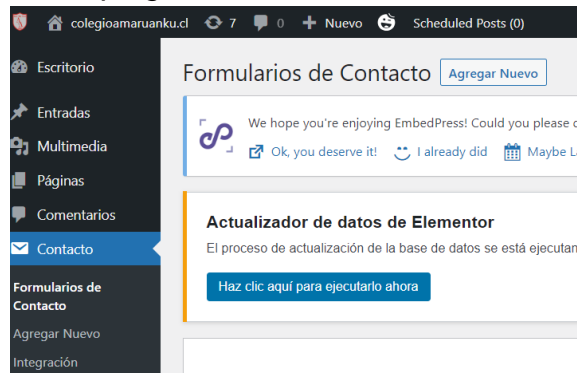 colegioamaruanku.cl 7 0 + Nuevo Scheduled Posts (0)
Escritorio
Entradas
Multimedia
Páginas
Comentarios
Contacto
Formularios de
Contacto
Agregar Nuevo
Integración
Formularios de Contacto Agregar Nuevo
We hope you're enjoying EmbedPress! Could you please
Ok, you deserve it! I already did Maybe
Actualizador de datos de Elementor
El proceso de actualización de la base de datos se está
Haz clic aquí para ejecutarlo ahora